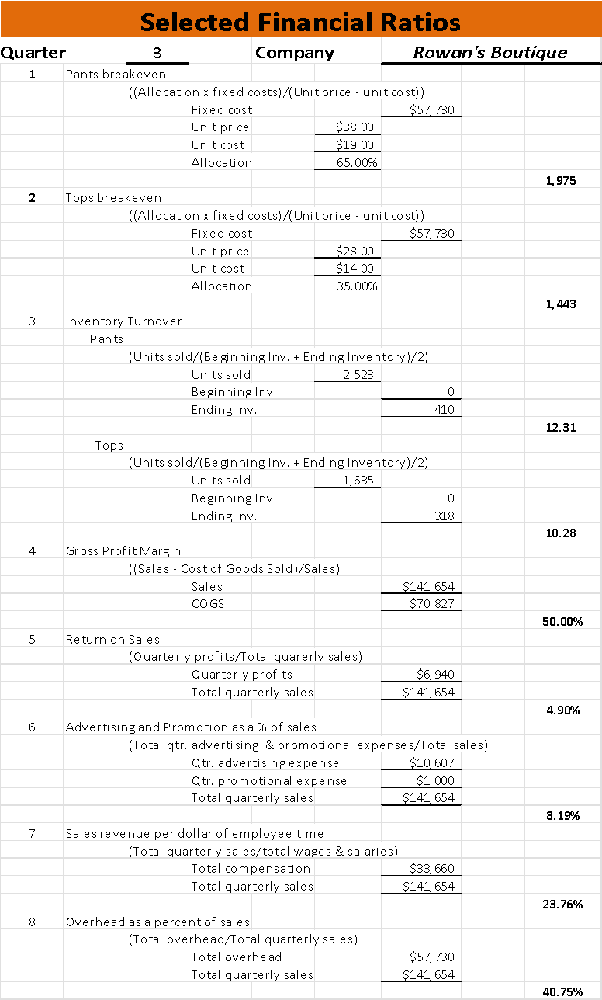 Selected Financial Ratios
Quarter 3 Company Rowan's Boutique
1 Pants breakeven
((Allocation x fixed costs)/(Unit price - unit cost))
Fixed cost $57,730
Unit price $38.00
Unit cost $19.00
Allocation 65.00%
1,975
2 Tops breakeven
((Allocation x fixed costs)/(Unit price - unit cost))
Fixed cost $57,730
Unit price $28.00
Unit cost $14.00
Allocation 35.00%
1,443
3 Inventory Turnover
Pants
(Units sold/(Beginning Inv. + Ending Inventory)/2)
Units sold 2,523
Beginning Inv. 0
Ending Inv. 410
12.31
Tops
(Units sold/(Beginning Inv. + Ending Inventory)/2)
Units sold 1,635
Beginning Inv. 0
Ending Inv. 318
10.28
4 Gross Profit Margin
((Sales - Cost of Goods Sold)/Sales)
Sales $141,654
COGS $70,827
50.00%
5 Return on Sales
(Quarterly profits/Total quarerly sales)
Quarterly profits $6,940
Total quarterly sales $141,654
4.90%
6 Advertising and Promotion as a % of sales
(Total qtr. advertising & promotional expenses/Total sales)
Qtr. advertising expense $10,607
Qtr. promotional expense $1,000
Total quarterly sales $141,654
8.19%
7 Sales revenue per dollar of employee time
(Total quarterly sales/total wages & salaries)
Total compensation $33,660
Total quarterly sales $141,654
23.76%
8 Overhead as a percent of sales
(Total overhead/Total quarterly sales)
Total overhead $57,730
Total quarterly sales $141,654
40.75%